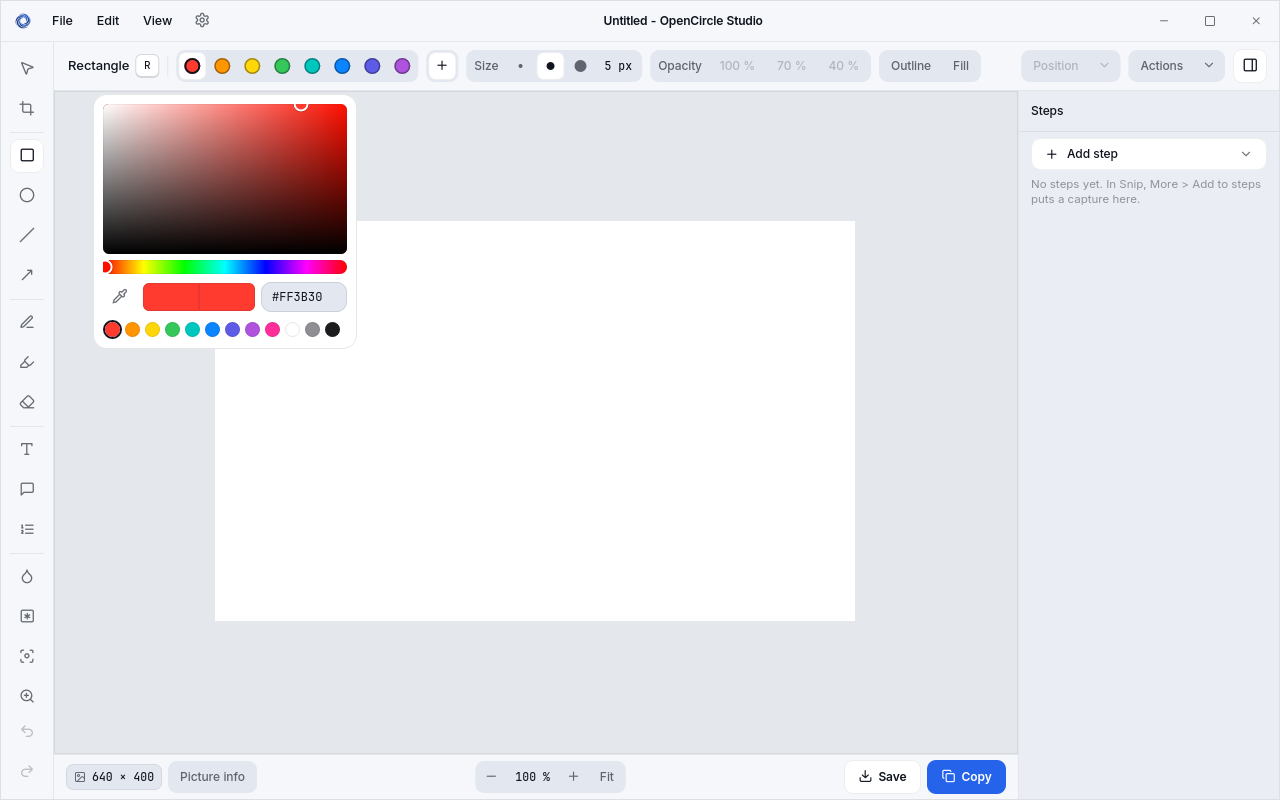 File Edit View
Untitled - OpenCircle Studio
Rectangle R
Size 5 px
Opacity 100 % 70 % 40 %
Outline Fill
Position
Actions
#FF3B30
Steps
Add step
No steps yet. In Snip, More > Add to steps
puts a capture here.
640 × 400
Picture info
100 %
Fit
Save
Copy